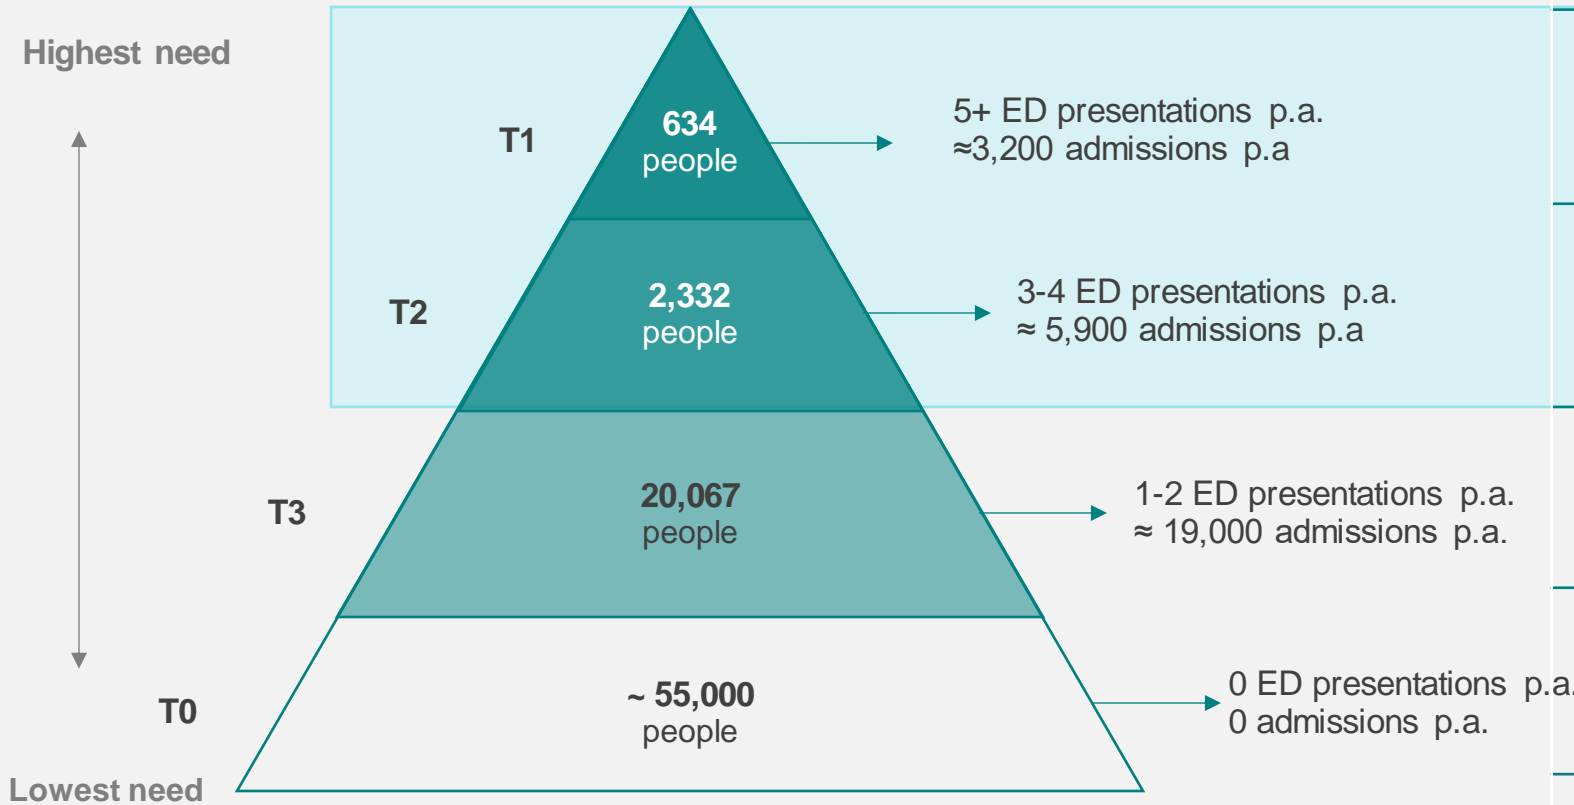 Highest need
T1
634
people
5+ ED presentations p.a.
≈3,200 admissions p.a
T2
2,332
people
3-4 ED presentations p.a.
≈ 5,900 admissions p.a
T3
20,067
people
1-2 ED presentations p.a.
≈ 19,000 admissions p.a.
T0
~ 55,000
people
0 ED presentations p.a.
0 admissions p.a.
Lowest need